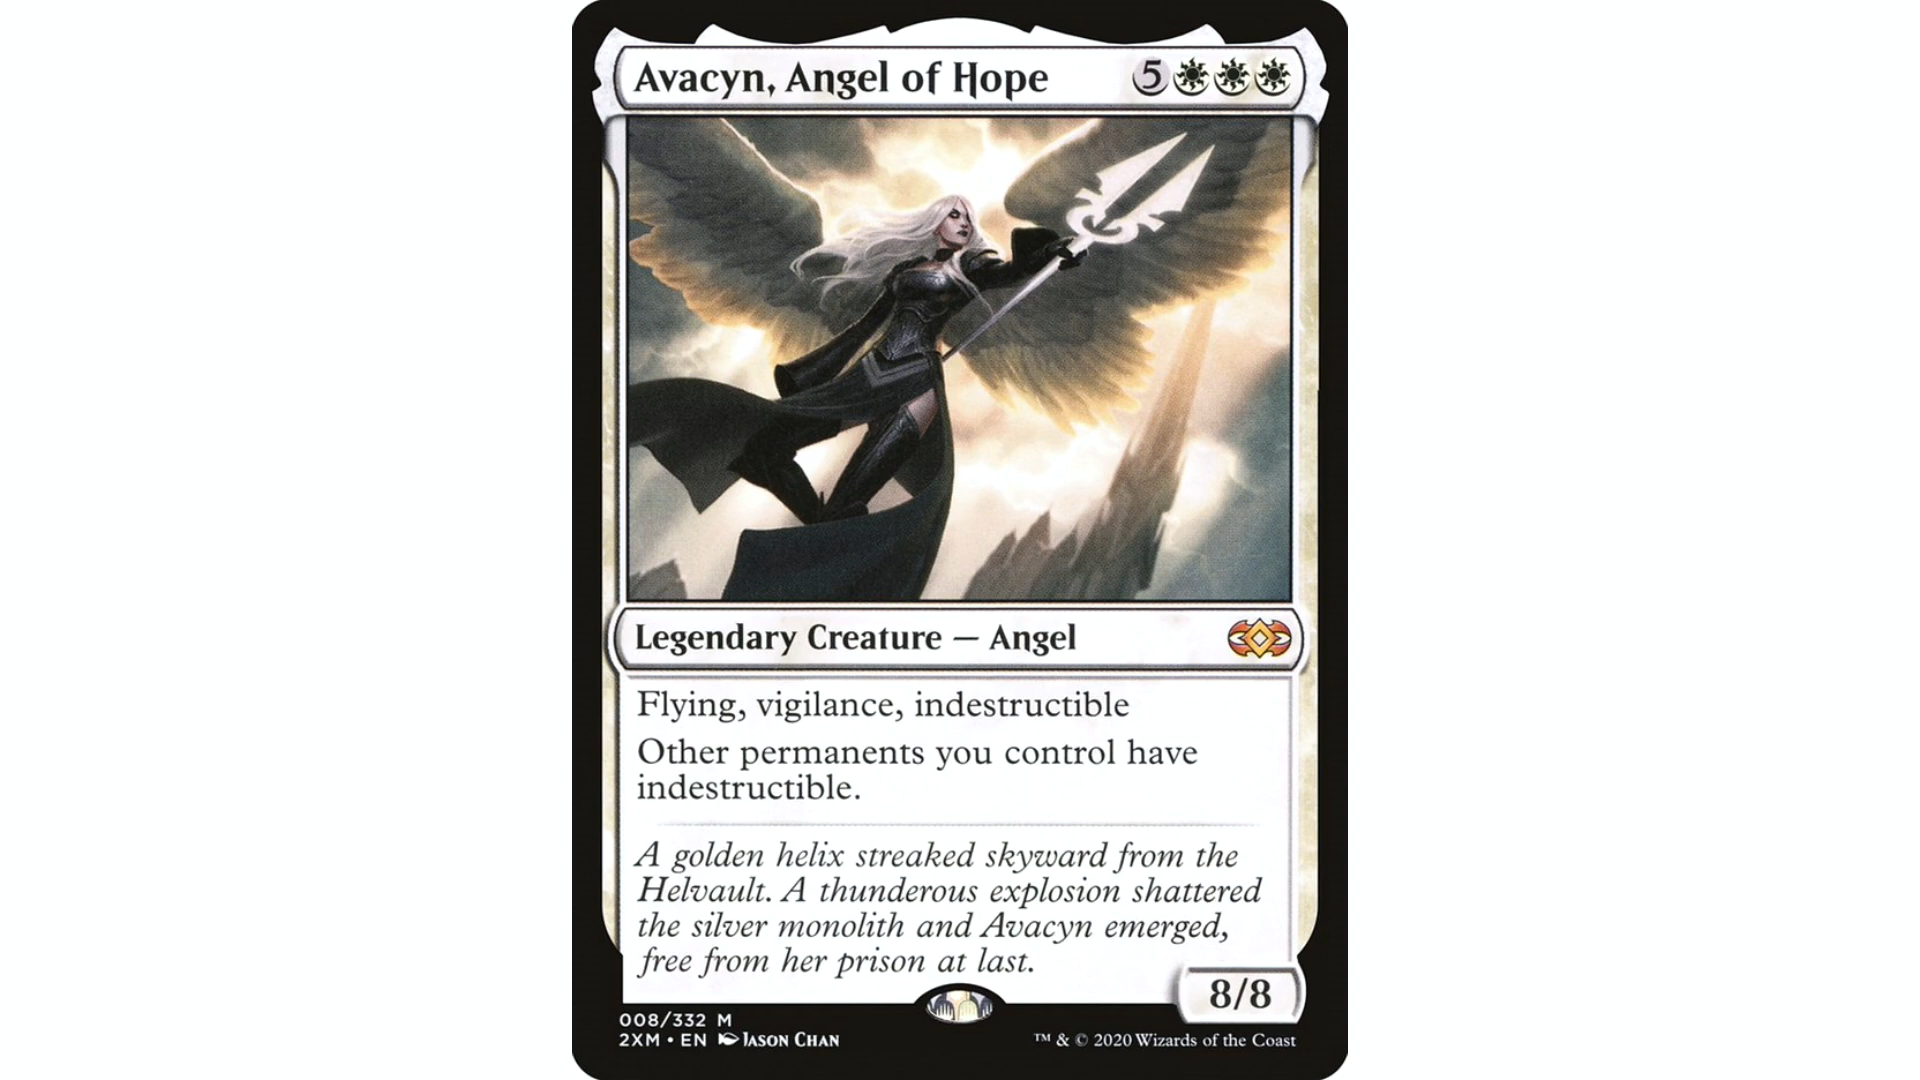 Avacyn, Angel of Hope 5
Legendary Creature — Angel
Flying, vigilance, indestructible
Other permanents you control have
indestructible.
A golden helix streaked skyward from the
Helvault. A thunderous explosion shattered
the silver monolith and Avacyn emerged,
free from her prison at last.
8/8
008/332 M
2XM • EN Jason Chan
™ & © 2020 Wizards of the Coast